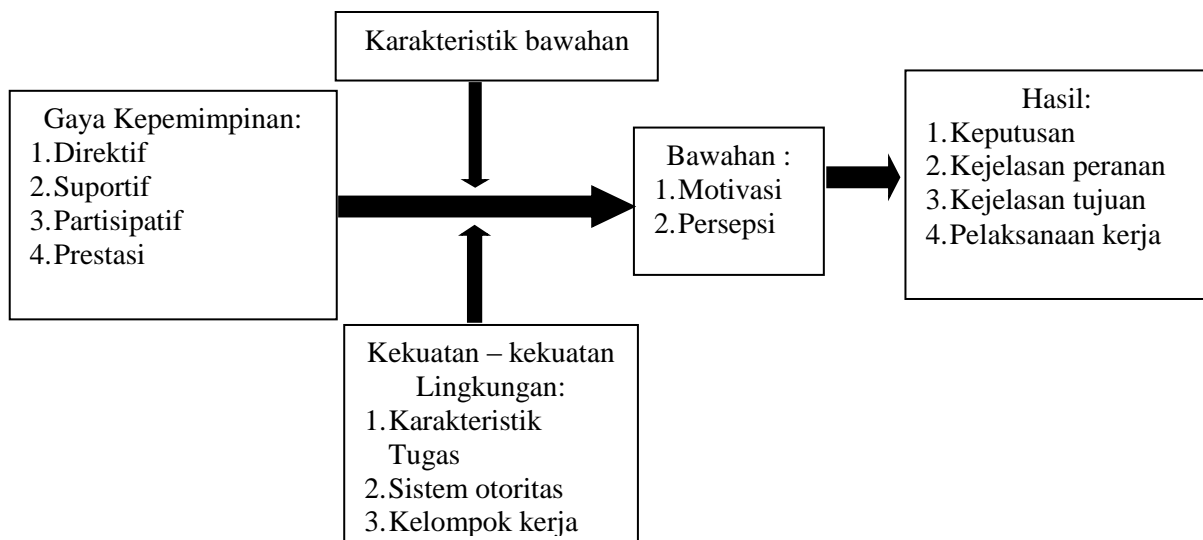 Karakteristik bawahan
Gaya Kepemimpinan:
1.Direktif
2.Suportif
3.Partisipatif
4.Prestasi
Bawahan :
1.Motivasi
2.Persepsi
Hasil:
1.Keputusan
2.Kejelasan peranan
3.Kejelasan tujuan
4.Pelaksanaan kerja
Kekuatan – kekuatan
Lingkungan:
1.Karakteristik
Tugas
2.Sistem otoritas
3.Kelompok kerja